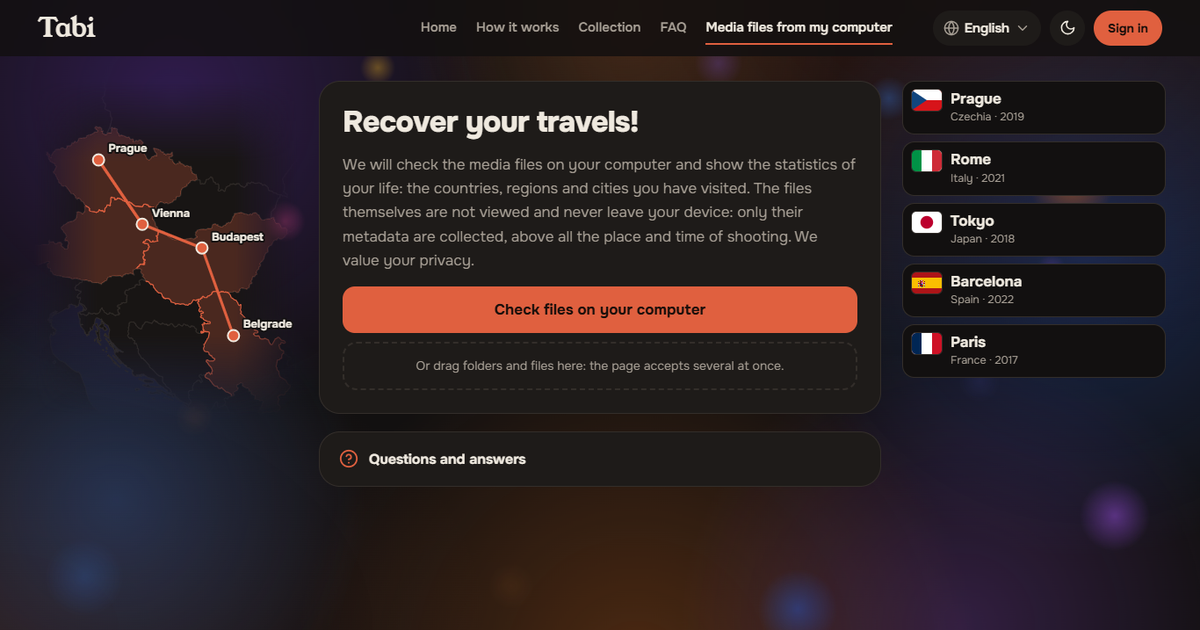 Tabi
Home
How it works
Collection
FAQ
Media files from my computer
English
Sign in
Prague
Vienna
Budapest
Belgrade
Recover your travels!
We will check the media files on your computer and show the statistics of
your life: the countries, regions and cities you have visited. The files
themselves are not viewed and never leave your device: only their
metadata are collected, above all the place and time of shooting. We
value your privacy.
Check files on your computer
Or drag folders and files here: the page accepts several at once.
Questions and answers
Prague
Czechia · 2019
Rome
Italy · 2021
Tokyo
Japan · 2018
Barcelona
Spain · 2022
Paris
France · 2017